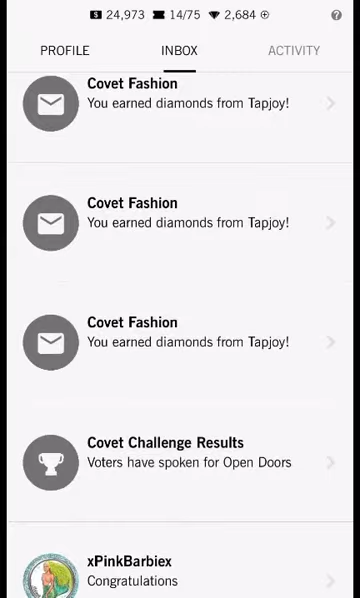 $ 24,973 14/75 2,684 ?
PROFILE INBOX ACTIVITY
Covet Fashion
You earned diamonds from Tapjoy!
Covet Fashion
You earned diamonds from Tapjoy!
Covet Fashion
You earned diamonds from Tapjoy!
Covet Challenge Results
Voters have spoken for Open Doors
xPinkBarbiex
Congratulations